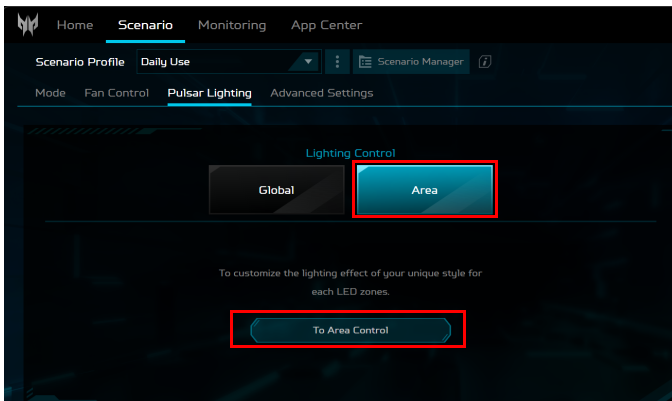 Home Scenario Monitoring App Center
Scenario Profile Daily Use Scenario Manager i
Mode Fan Control Pulsar Lighting Advanced Settings
Lighting Control
Global Area
To customize the lighting effect of your unique style for
each LED zones.
To Area Control